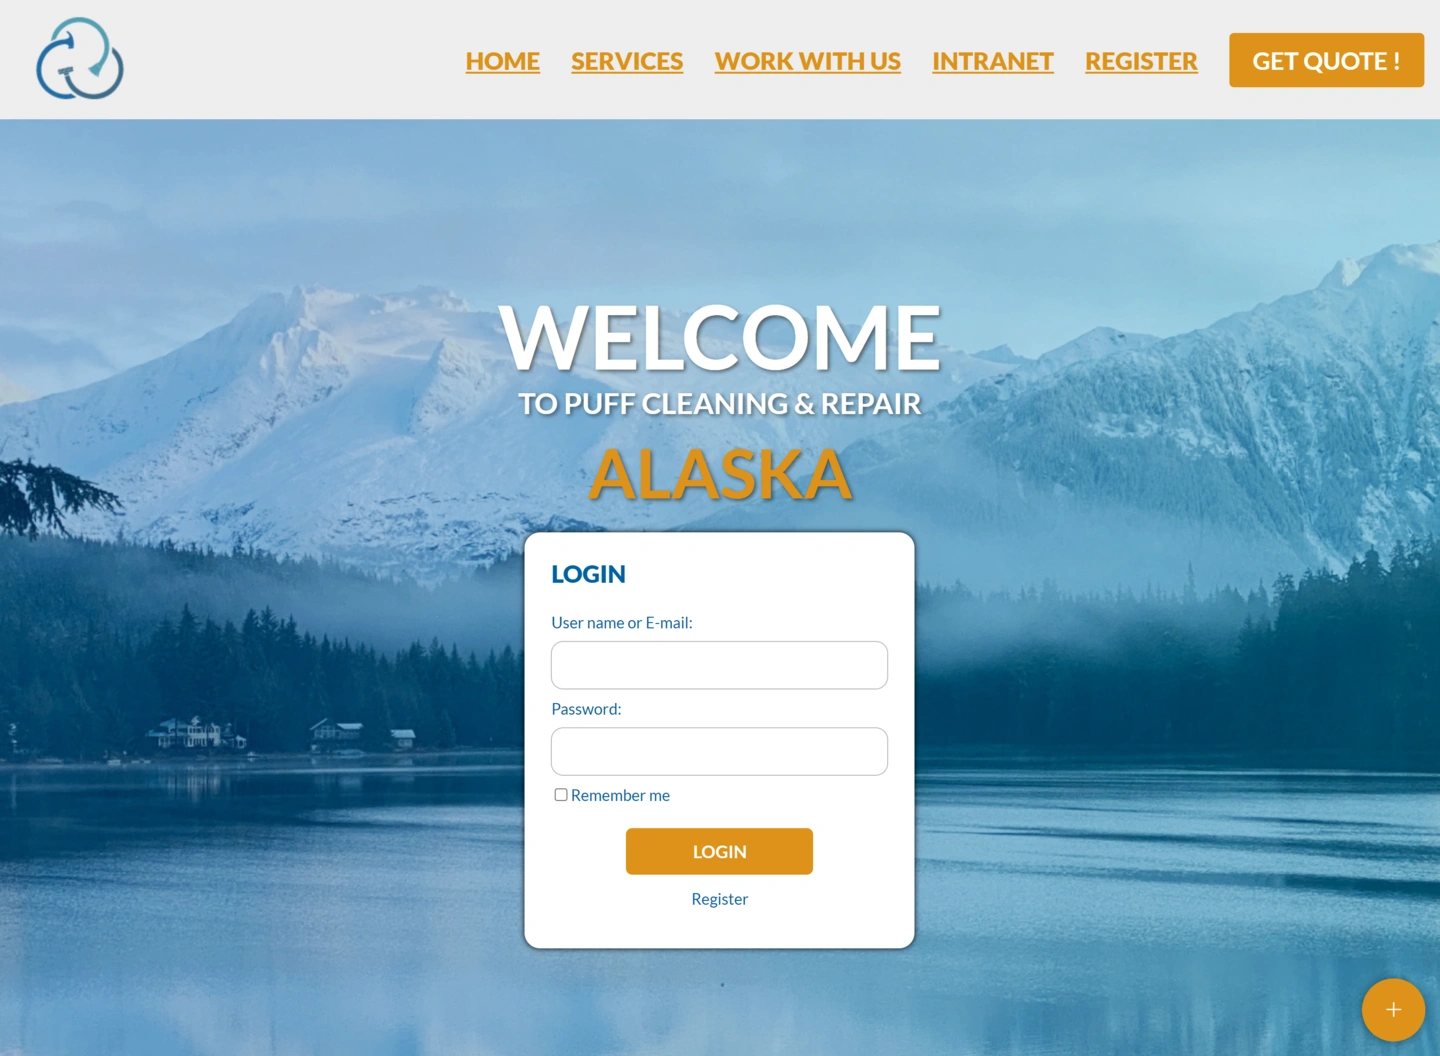 HOME SERVICES WORK WITH US INTRANET REGISTER GET QUOTE !
WELCOME
TO PUFF CLEANING & REPAIR
ALASKA
LOGIN
User name or E-mail:
Password:
Remember me
LOGIN
Register
+